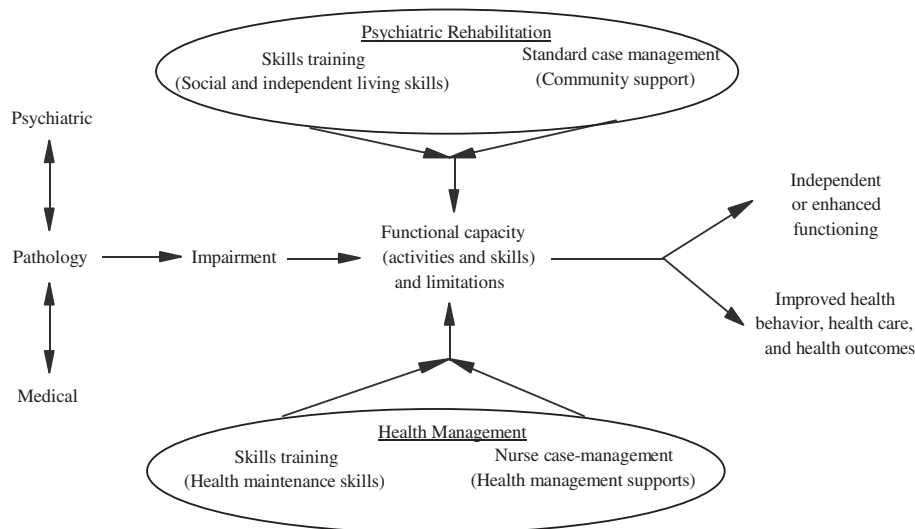 Psychiatric Rehabilitation
Skills training
(Social and independent living skills)
Standard case management
(Community support)
Psychiatric
Pathology
Medical
Impairment
Functional capacity
(activities and skills)
and limitations
Independent
or enhanced
functioning
Improved health
behavior, health care,
and health outcomes
Health Management
Skills training
(Health maintenance skills)
Nurse case-management
(Health management supports)